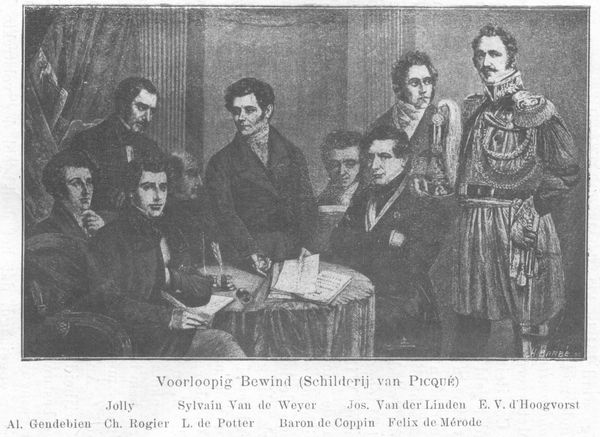 H. BARBE
Voorloopig Bewind (Schilderij van PICQUÉ)
Jolly Sylvain Van de Weyer Jos. Van der Linden E. V. d'Hoogvorst
Al. Gendebien Ch. Rogier L. de Potter Baron de Coppin Felix de Mérode